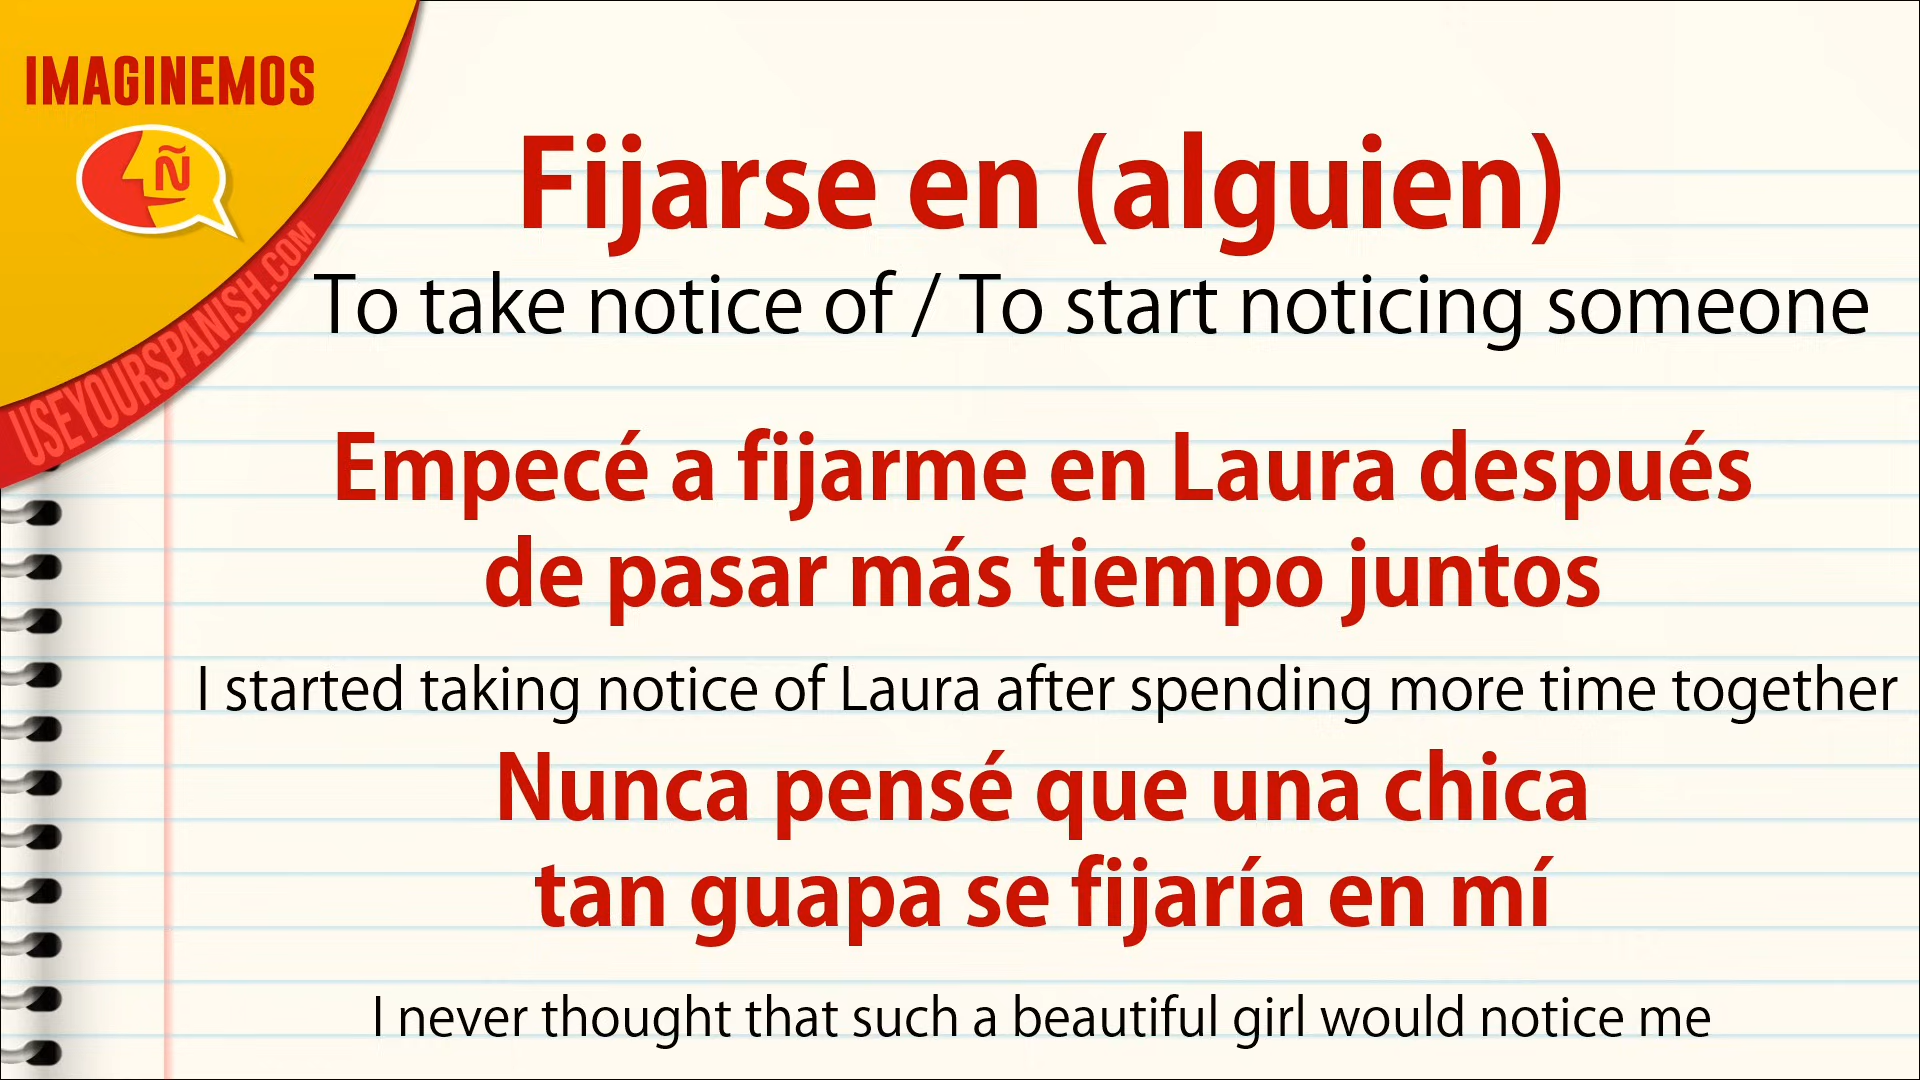 IMAGINEMOS
Ñ
USEYOURSPANISH.COM
Fijarse en (alguien)
To take notice of / To start noticing someone
Empecé a fijarme en Laura después
de pasar más tiempo juntos
I started taking notice of Laura after spending more time together
Nunca pensé que una chica
tan guapa se fijaría en mí
I never thought that such a beautiful girl would notice me